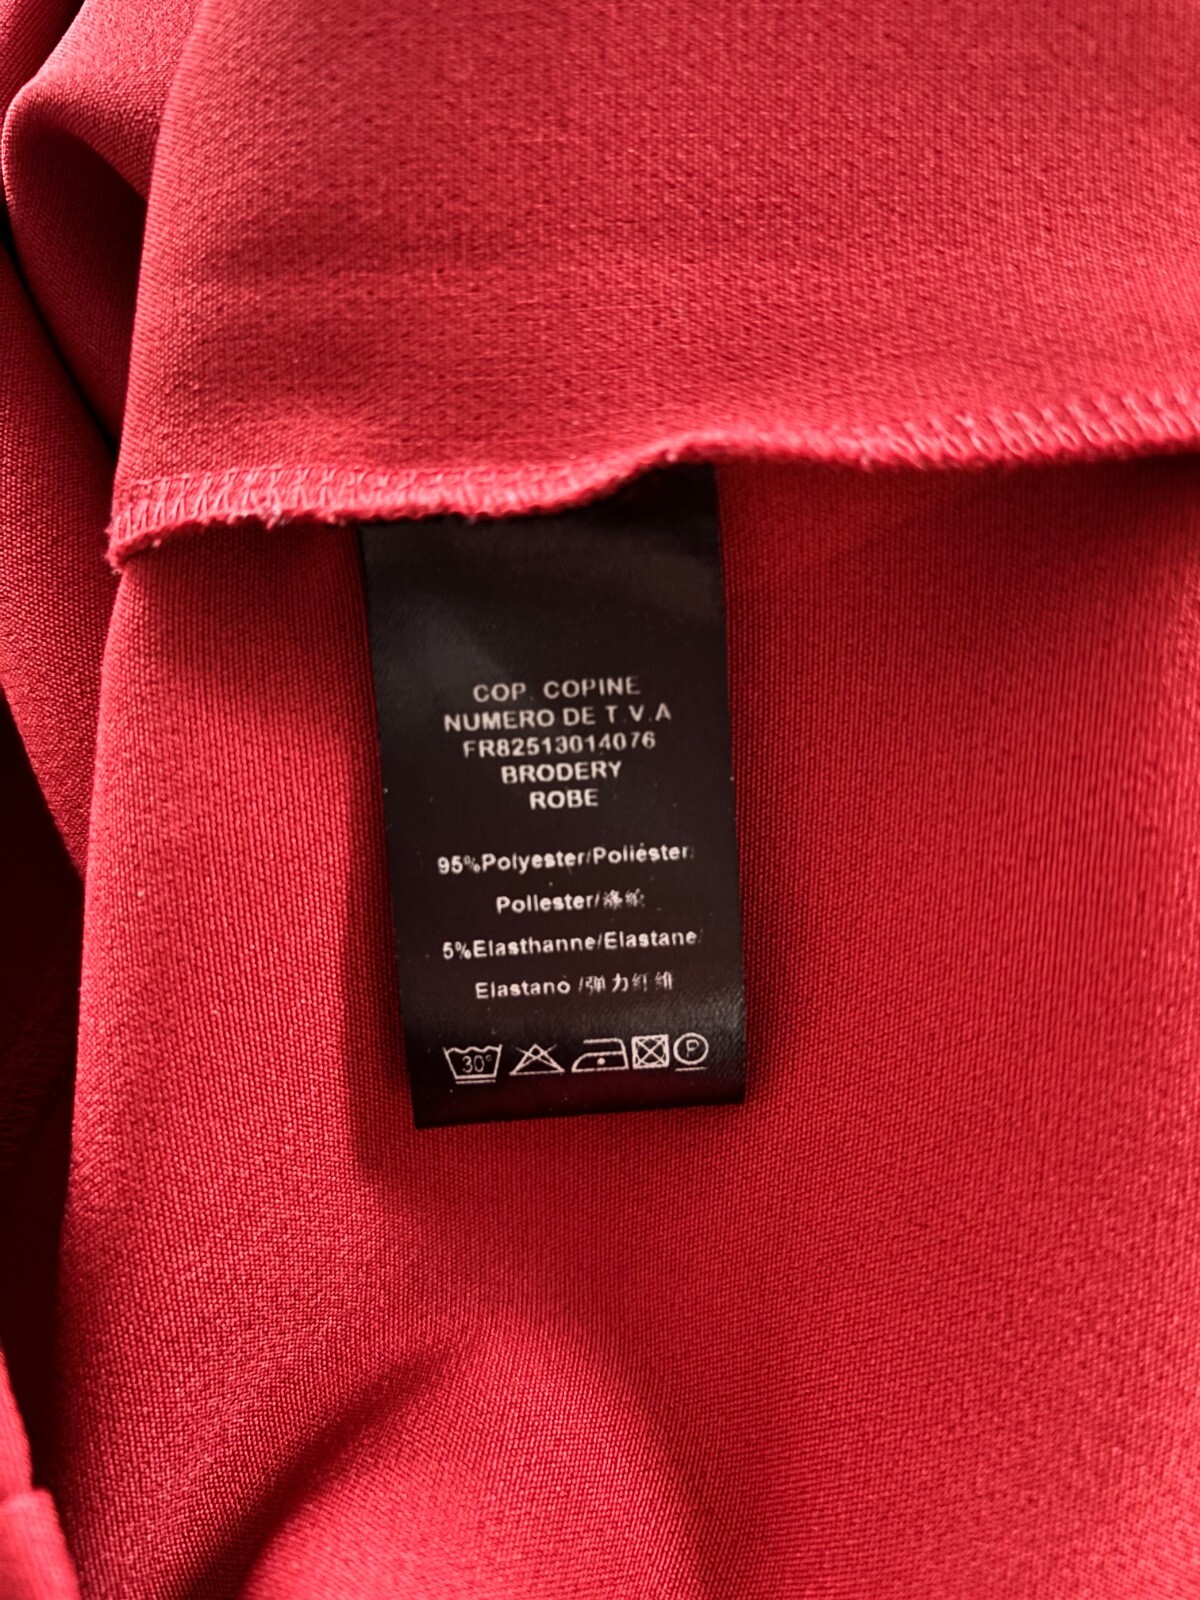 COP. COPINE
NUMERO DE T.V.A
FR82513014076
BRODERY
ROBE
95%Polyester/Poliéster/
Poliester/涤纶
5%Elasthanne/Elastane/
Elastano /弹力纤维
30°
P